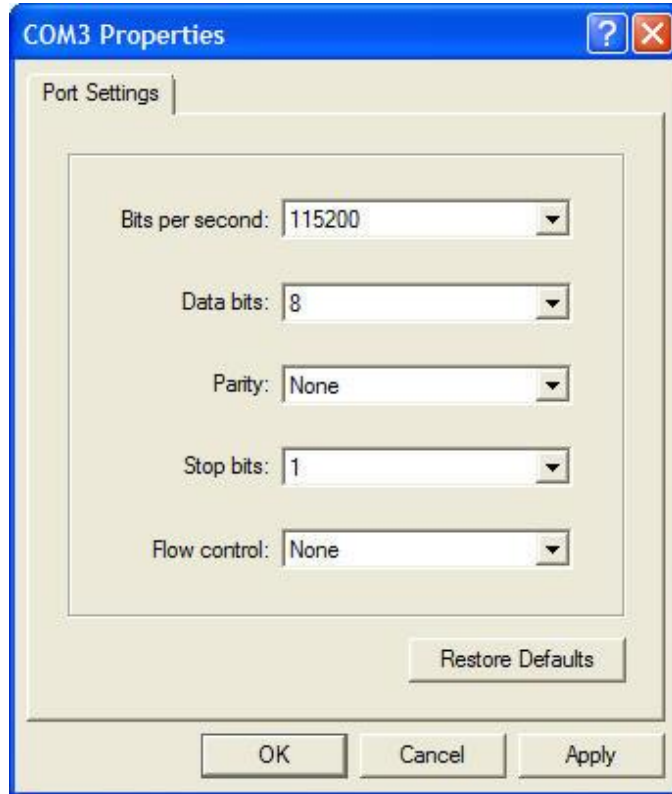 COM3 Properties
Port Settings
Bits per second: 115200
Data bits: 8
Parity: None
Stop bits: 1
Flow control: None
Restore Defaults
OK Cancel Apply